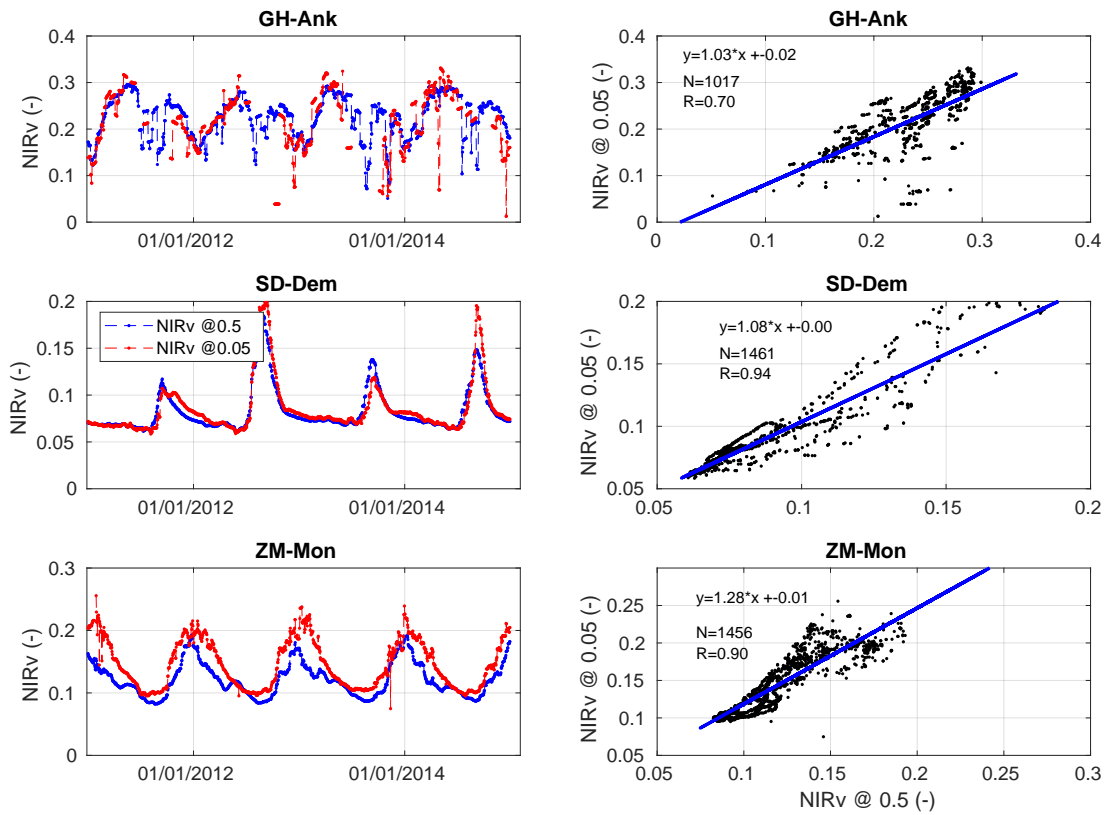 GH-Ank
NIRv (-)
0.4
0.3
0.2
0.1
0
01/01/2012
01/01/2014
GH-Ank
NIRv @ 0.05 (-)
0.4
0.3
0.2
0.1
0
y=1.03*x +-0.02
N=1017
R=0.70
0
0.1
0.2
0.3
0.4
SD-Dem
NIRv (-)
0.2
0.15
0.1
0.05
0
NIRv @0.5
NIRv @0.05
01/01/2012
01/01/2014
SD-Dem
NIRv @ 0.05 (-)
0.2
0.15
0.1
0.05
y=1.08*x +-0.00
N=1461
R=0.94
0.05
0.1
0.15
0.2
ZM-Mon
NIRv (-)
0.3
0.2
0.1
0
01/01/2012
01/01/2014
ZM-Mon
NIRv @ 0.05 (-)
0.25
0.2
0.15
0.1
0.05
y=1.28*x +-0.01
N=1456
R=0.90
0.05
0.1
0.15
0.2
0.25
0.3
NIRv @ 0.5 (-)